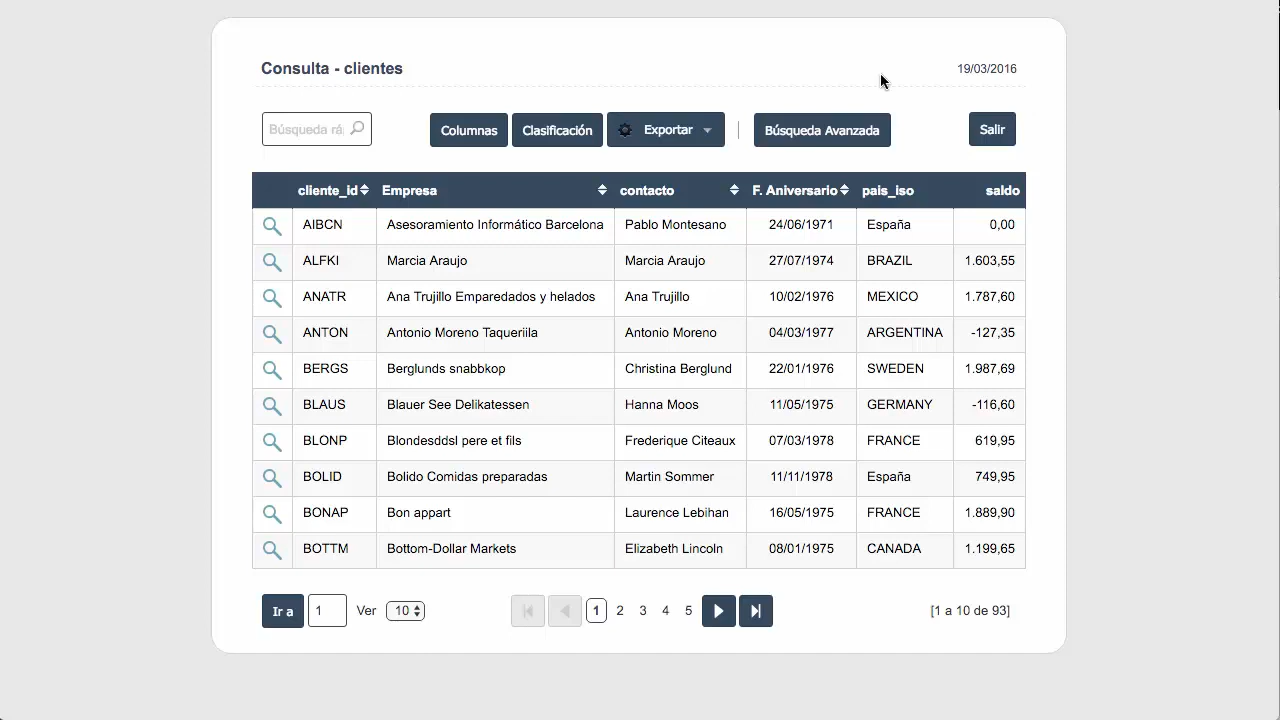 Consulta - clientes 19/03/2016
Búsqueda rá Columnas Clasificación Exportar Búsqueda Avanzada Salir
cliente_id Empresa contacto F. Aniversario pais_iso saldo
AIBCN Asesoramiento Informático Barcelona Pablo Montesano 24/06/1971 España 0,00
ALFKI Marcia Araujo Marcia Araujo 27/07/1974 BRAZIL 1.603,55
ANATR Ana Trujillo Emparedados y helados Ana Trujillo 10/02/1976 MEXICO 1.787,60
ANTON Antonio Moreno Taqueriila Antonio Moreno 04/03/1977 ARGENTINA -127,35
BERGS Berglunds snabbkop Christina Berglund 22/01/1976 SWEDEN 1.987,69
BLAUS Blauer See Delikatessen Hanna Moos 11/05/1975 GERMANY -116,60
BLONP Blondesddsl pere et fils Frederique Citeaux 07/03/1978 FRANCE 619,95
BOLID Bolido Comidas preparadas Martin Sommer 11/11/1978 España 749,95
BONAP Bon appart Laurence Lebihan 16/05/1975 FRANCE 1.889,90
BOTTM Bottom-Dollar Markets Elizabeth Lincoln 08/01/1975 CANADA 1.199,65
Ir a 1 Ver 10 1 2 3 4 5 [1 a 10 de 93]